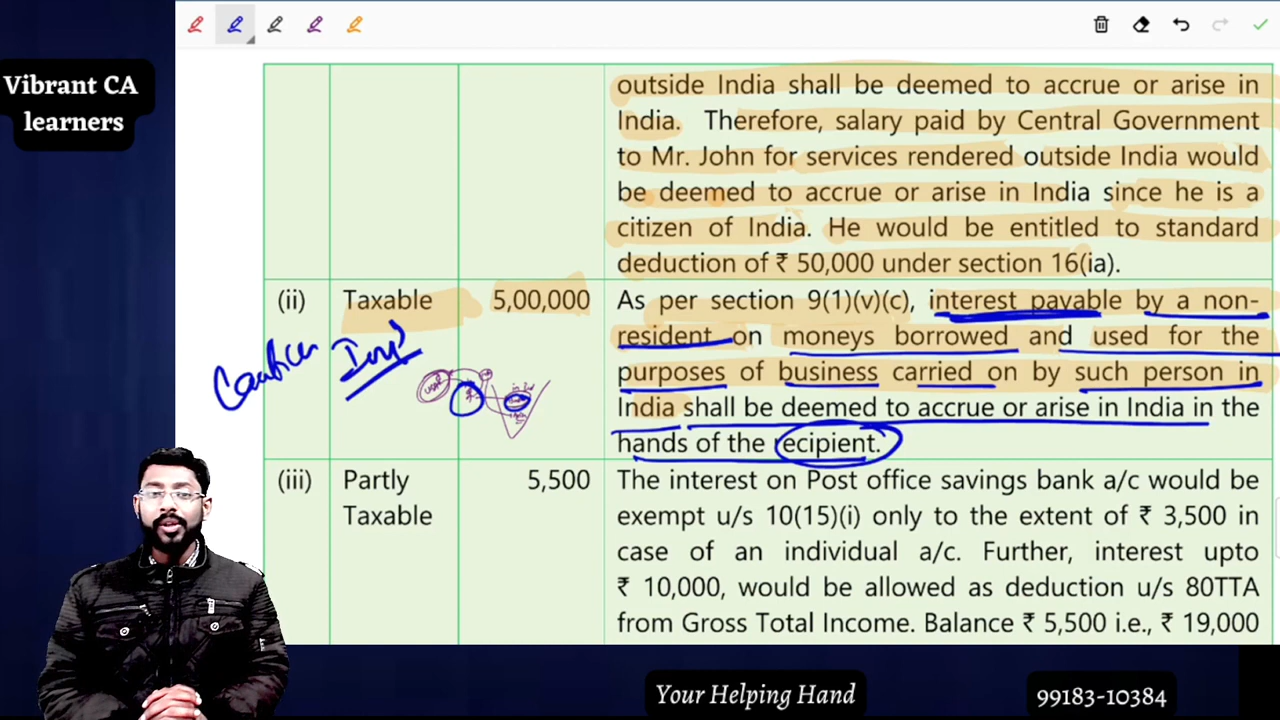 Vibrant CA
learners
outside India shall be deemed to accrue or arise in
India. Therefore, salary paid by Central Government
to Mr. John for services rendered outside India would
be deemed to accrue or arise in India since he is a
citizen of India. He would be entitled to standard
deduction of ₹ 50,000 under section 16(ia).
(ii) Taxable 5,00,000 As per section 9(1)(v)(c), interest payable by a non-
resident on moneys borrowed and used for the
purposes of business carried on by such person in
India shall be deemed to accrue or arise in India in the
hands of the recipient.
(iii) Partly 5,500 The interest on Post office savings bank a/c would be
Taxable exempt u/s 10(15)(i) only to the extent of ₹ 3,500 in
case of an individual a/c. Further, interest upto
₹ 10,000, would be allowed as deduction u/s 80TTA
from Gross Total Income. Balance ₹ 5,500 i.e., ₹ 19,000
Your Helping Hand
99183-10384